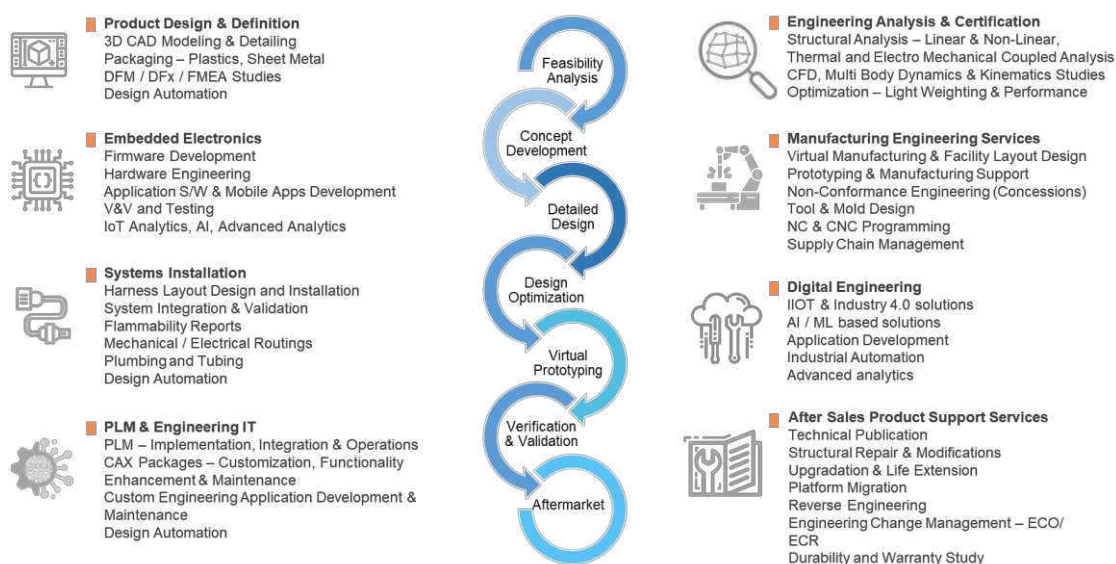 Product Design & Definition
3D CAD Modeling & Detailing
Packaging – Plastics, Sheet Metal
DFM / DFx / FMEA Studies
Design Automation
Embedded Electronics
Firmware Development
Hardware Engineering
Application S/W & Mobile Apps Development
V&V and Testing
IoT Analytics, AI, Advanced Analytics
Systems Installation
Harness Layout Design and Installation
System Integration & Validation
Flammability Reports
Mechanical / Electrical Routings
Plumbing and Tubing
Design Automation
PLM & Engineering IT
PLM – Implementation, Integration & Operations
CAX Packages – Customization, Functionality
Enhancement & Maintenance
Custom Engineering Application Development &
Maintenance
Design Automation
Feasibility
Analysis
Concept
Development
Detailed
Design
Design
Optimization
Virtual
Prototyping
Verification
& Validation
Aftermarket
Engineering Analysis & Certification
Structural Analysis – Linear & Non-Linear,
Thermal and Electro Mechanical Coupled Analysis
CFD, Multi Body Dynamics & Kinematics Studies
Optimization – Light Weighting & Performance
Manufacturing Engineering Services
Virtual Manufacturing & Facility Layout Design
Prototyping & Manufacturing Support
Non-Conformance Engineering (Concessions)
Tool & Mold Design
NC & CNC Programming
Supply Chain Management
Digital Engineering
IIOT & Industry 4.0 solutions
AI / ML based solutions
Application Development
Industrial Automation
Advanced analytics
After Sales Product Support Services
Technical Publication
Structural Repair & Modifications
Upgradation & Life Extension
Platform Migration
Reverse Engineering
Engineering Change Management – ECO/
ECR
Durability and Warranty Study